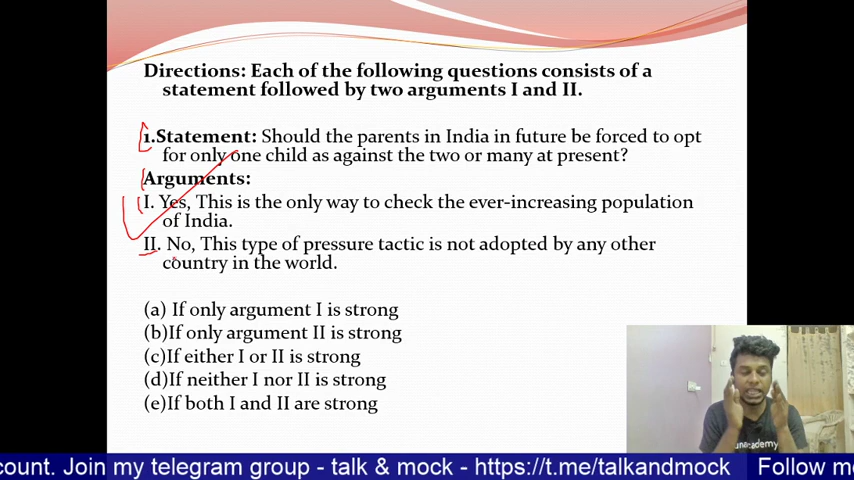 Directions: Each of the following questions consists of a
statement followed by two arguments I and II.
1.Statement: Should the parents in India in future be forced to opt
for only one child as against the two or many at present?
Arguments:
I. Yes, This is the only way to check the ever-increasing population
of India.
II. No, This type of pressure tactic is not adopted by any other
country in the world.
(a) If only argument I is strong
(b)If only argument II is strong
(c)If either I or II is strong
(d)If neither I nor II is strong
(e)If both I and II are strong
count. Join my telegram group - talk & mock - https://t.me/talkandmock Follow me